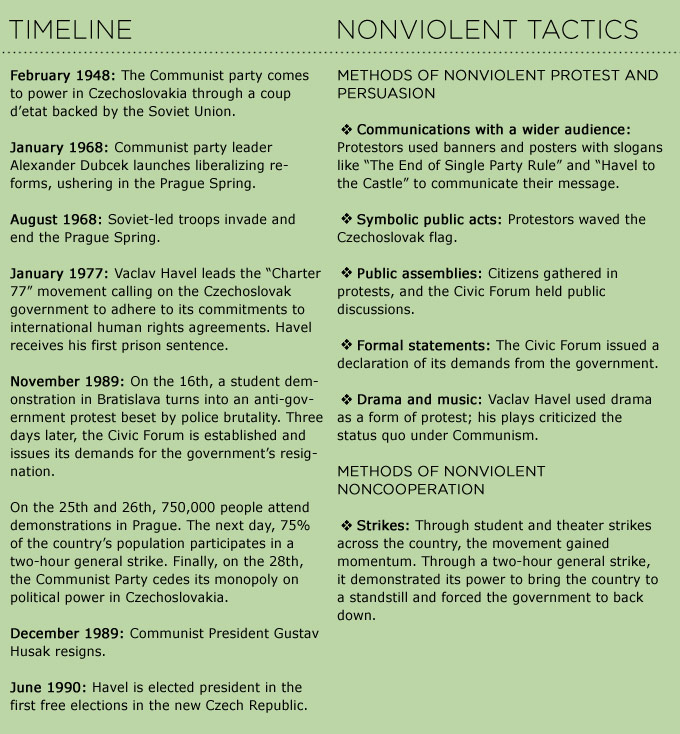 TIMELINE
February 1948: The Communist party comes
to power in Czechoslovakia through a coup
d’etat backed by the Soviet Union.
January 1968: Communist party leader
Alexander Dubcek launches liberalizing re-
forms, ushering in the Prague Spring.
August 1968: Soviet-led troops invade and
end the Prague Spring.
January 1977: Vaclav Havel leads the “Charter
77” movement calling on the Czechoslovak
government to adhere to its commitments to
international human rights agreements. Havel
receives his first prison sentence.
November 1989: On the 16th, a student dem-
onstration in Bratislava turns into an anti-gov-
ernment protest beset by police brutality. Three
days later, the Civic Forum is established and
issues its demands for the government’s resig-
nation.
On the 25th and 26th, 750,000 people attend
demonstrations in Prague. The next day, 75%
of the country’s population participates in a
two-hour general strike. Finally, on the 28th,
the Communist Party cedes its monopoly on
political power in Czechoslovakia.
December 1989: Communist President Gustav
Husak resigns.
June 1990: Havel is elected president in the
first free elections in the new Czech Republic.
NONVIOLENT TACTICS
METHODS OF NONVIOLENT PROTEST AND
PERSUASION
❖ Communications with a wider audience:
Protestors used banners and posters with slogans
like “The End of Single Party Rule” and “Havel to
the Castle” to communicate their message.
❖ Symbolic public acts: Protestors waved the
Czechoslovak flag.
❖ Public assemblies: Citizens gathered in
protests, and the Civic Forum held public
discussions.
❖ Formal statements: The Civic Forum issued a
declaration of its demands from the government.
❖ Drama and music: Vaclav Havel used drama
as a form of protest; his plays criticized the
status quo under Communism.
METHODS OF NONVIOLENT
NONCOOPERATION
❖ Strikes: Through student and theater strikes
across the country, the movement gained
momentum. Through a two-hour general strike,
it demonstrated its power to bring the country to
a standstill and forced the government to back
down.